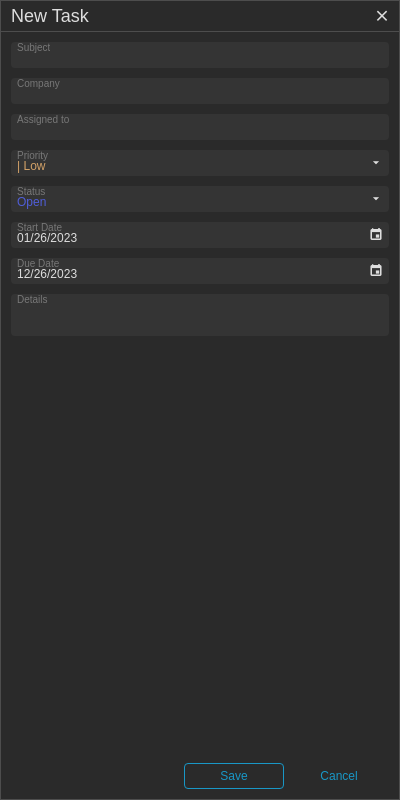 New Task
Subject
Company
Assigned to
Priority
| Low
Status
Open
Start Date
01/26/2023
Due Date
12/26/2023
Details
Save Cancel